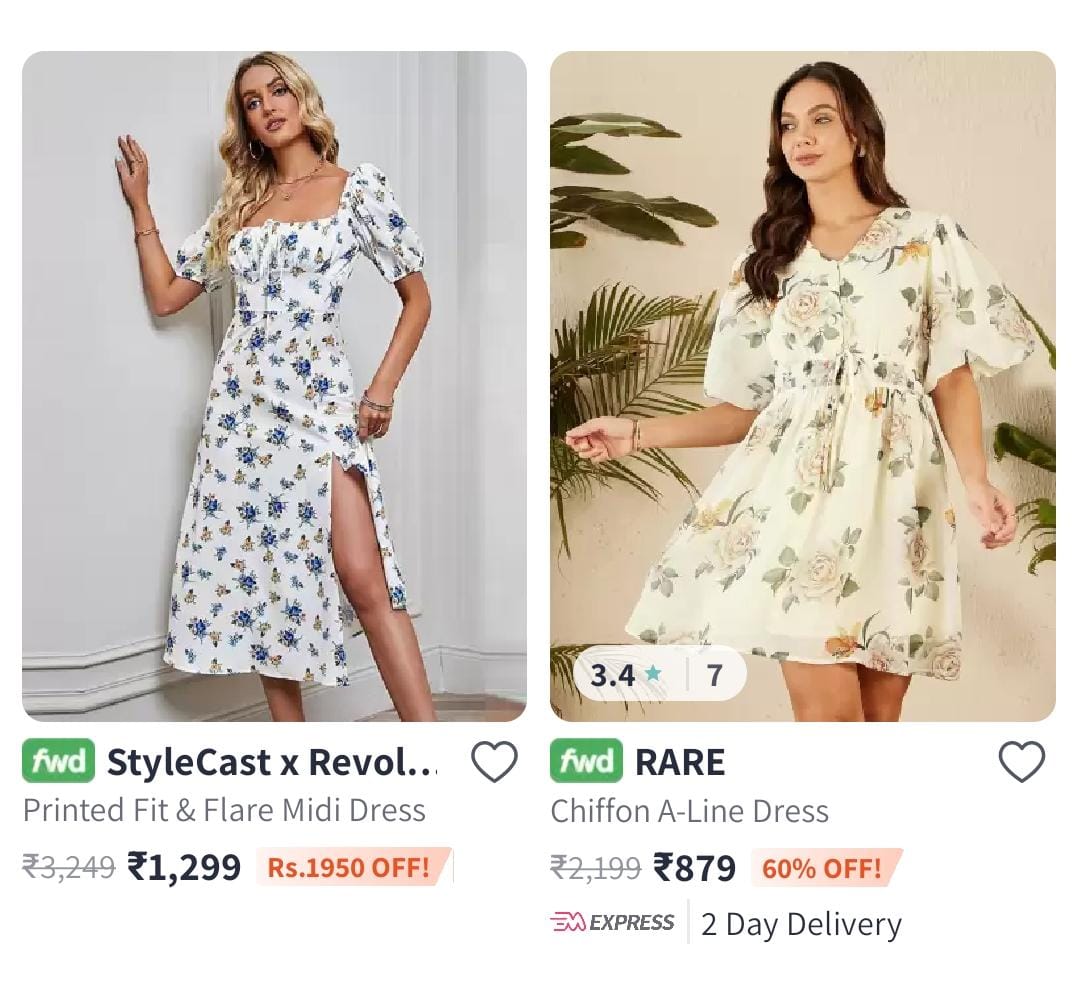 3.4 ★ | 7
fwd StyleCast x Revol...
Printed Fit & Flare Midi Dress
₹3,249 ₹1,299 Rs.1950 OFF!
fwd RARE
Chiffon A-Line Dress
₹2,199 ₹879 60% OFF!
EXPRESS | 2 Day Delivery